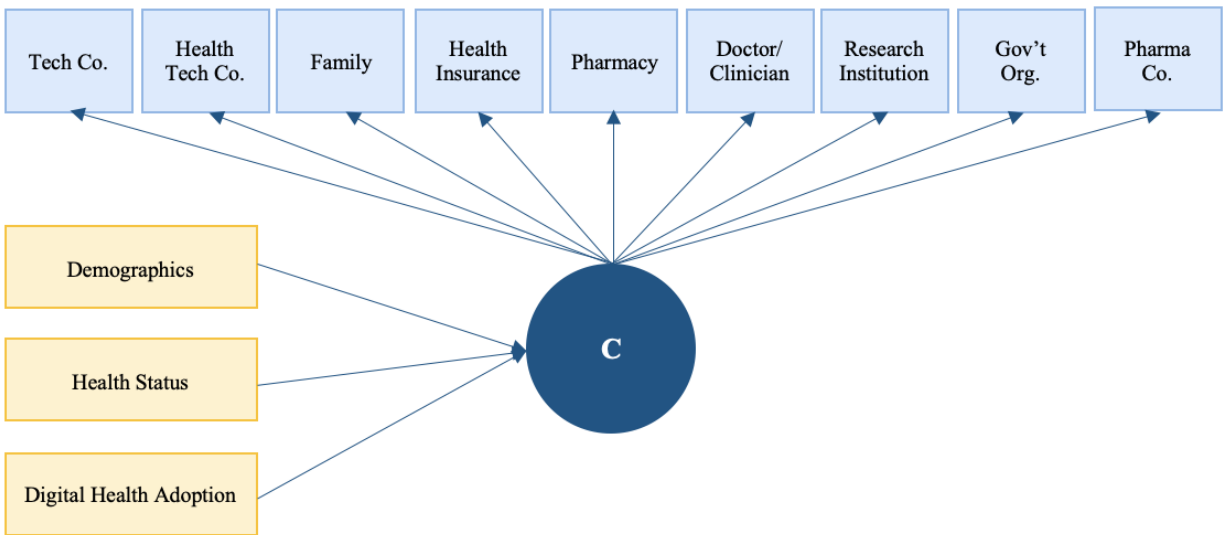 Tech Co.
Health
Tech Co.
Family
Health
Insurance
Pharmacy
Doctor/
Clinician
Research
Institution
Gov’t
Org.
Pharma
Co.
Demographics
Health Status
Digital Health Adoption
C